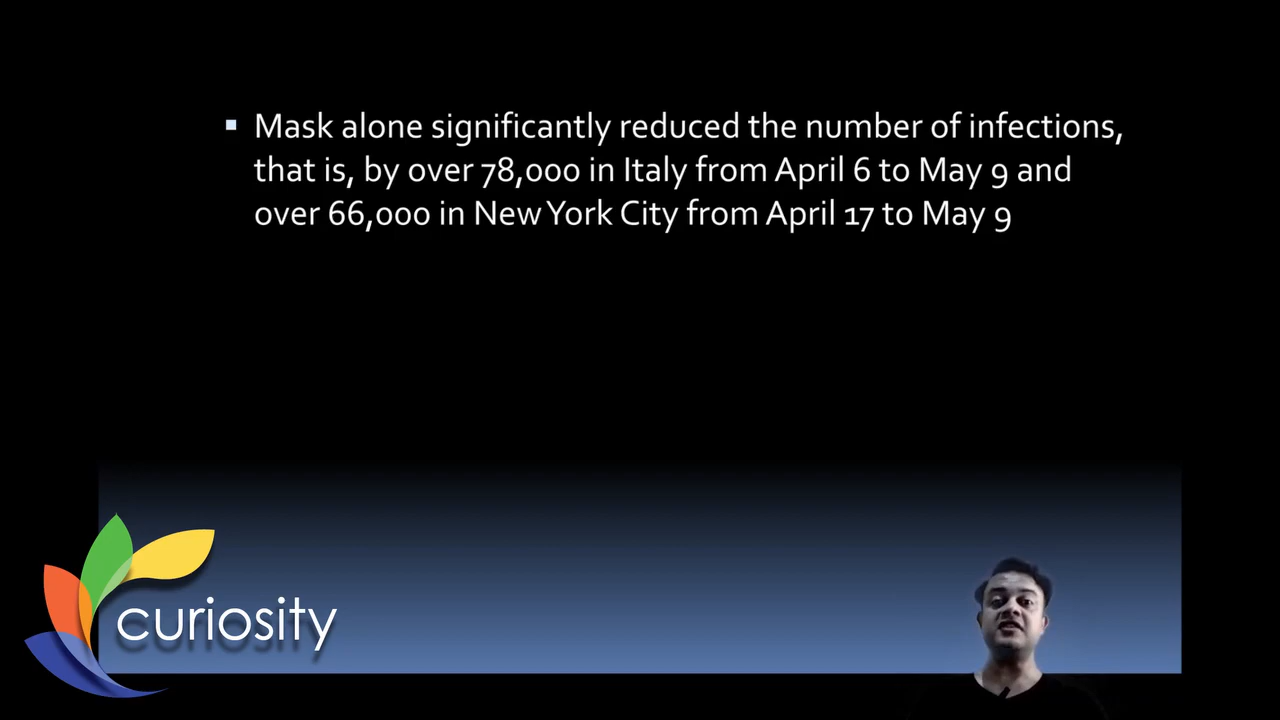 ▪ Mask alone significantly reduced the number of infections,
that is, by over 78,000 in Italy from April 6 to May 9 and
over 66,000 in New York City from April 17 to May 9
curiosity